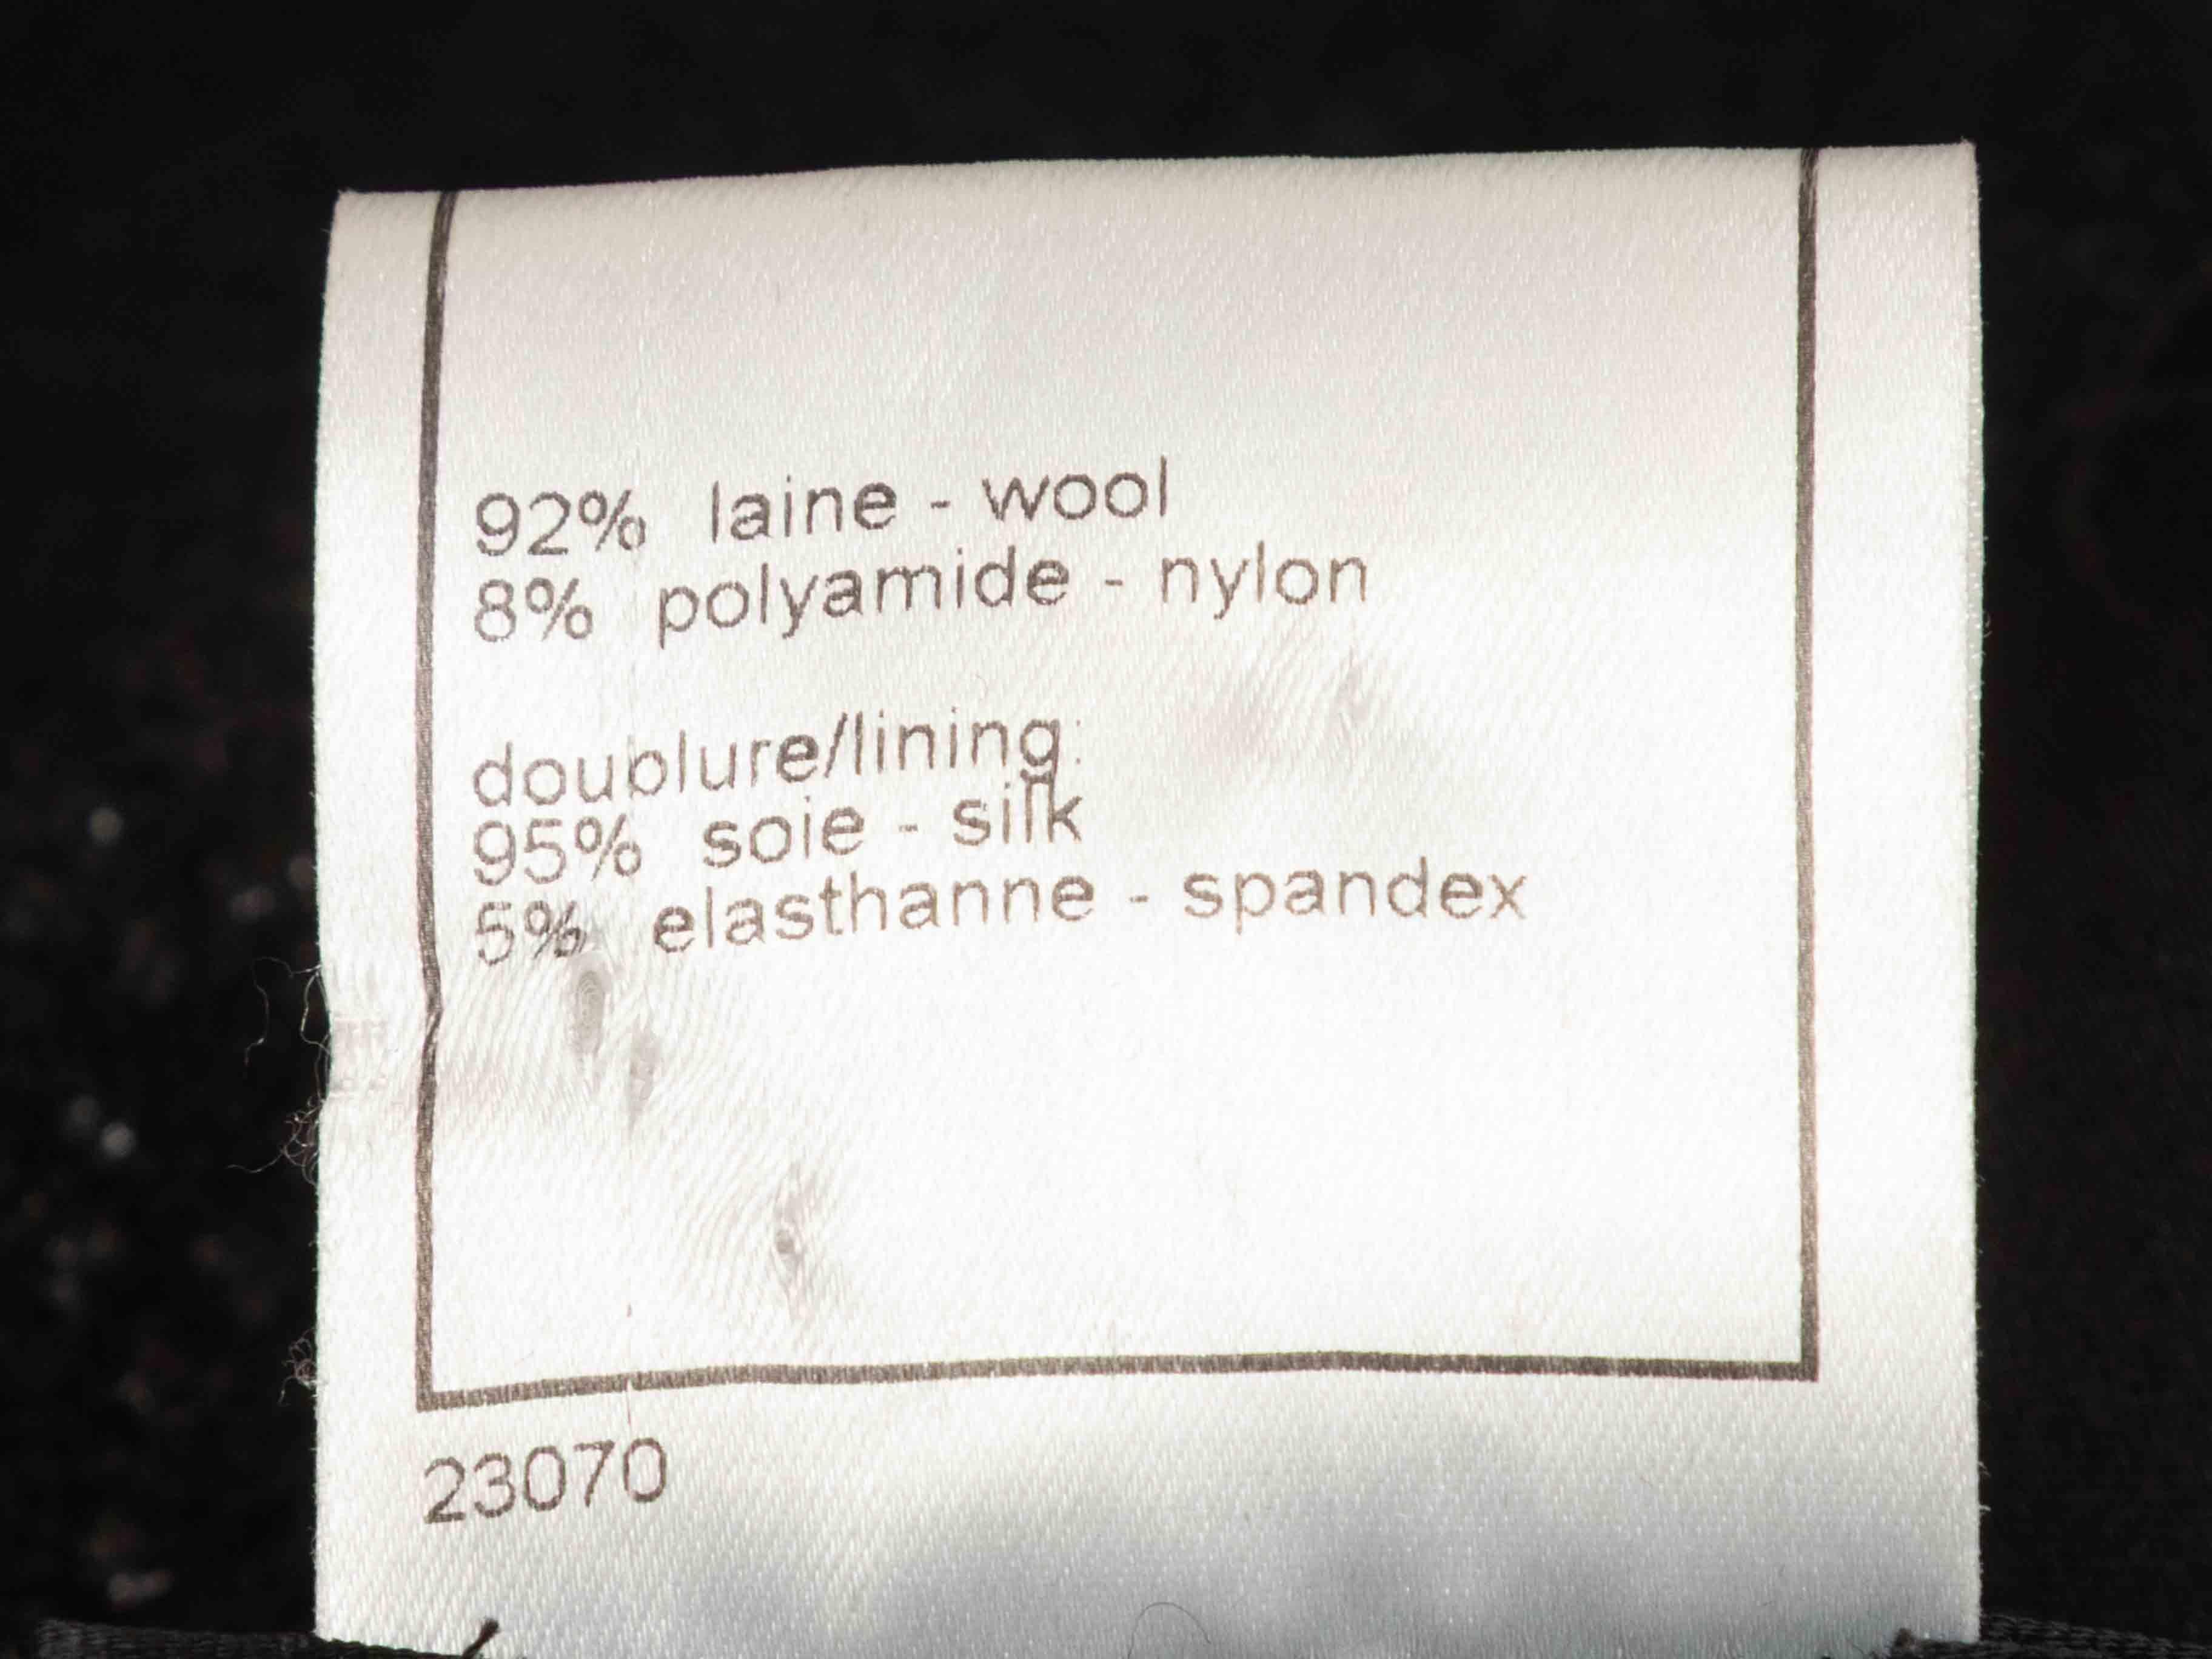 92% laine - wool
8% polyamide - nylon
doublure/lining:
95% soie - silk
5% elasthanne - spandex
23070